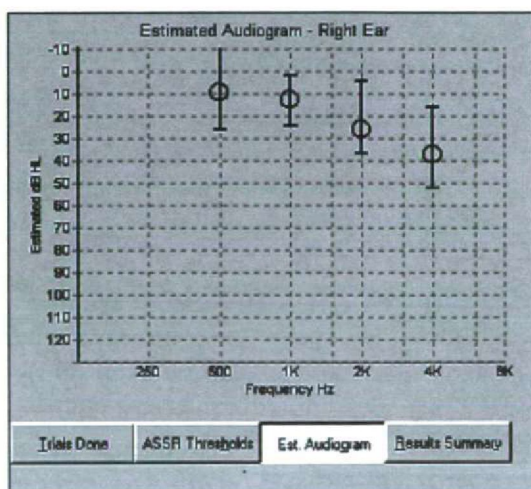 Estimated Audiogram - Right Ear
-10
0
10
20
30
40
50
60
70
80
90
100
110
120
Estimated dB HL
250 500 1K 2K 4K 8K
Frequency Hz
Trials Done ASSR Thresholds Est. Audiogram Results Summary